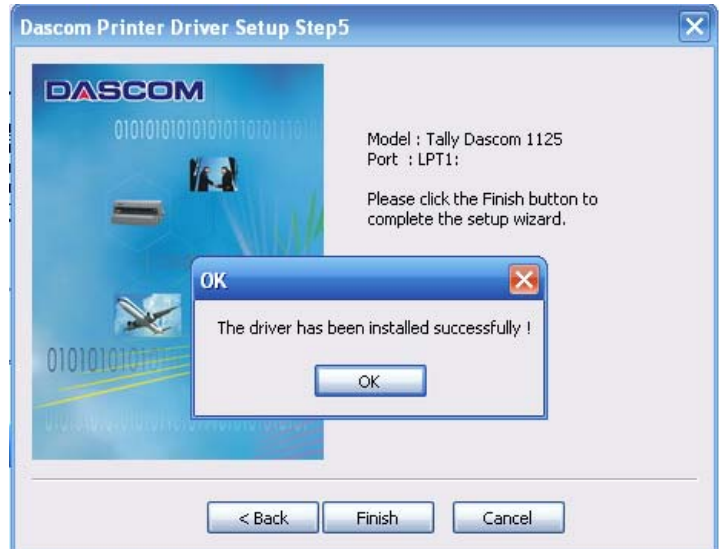 Dascom Printer Driver Setup Step5
DASCOM
Model : Tally Dascom 1125
Port : LPT1:
Please click the Finish button to
complete the setup wizard.
OK
The driver has been installed successfully !
OK
< Back
Finish
Cancel